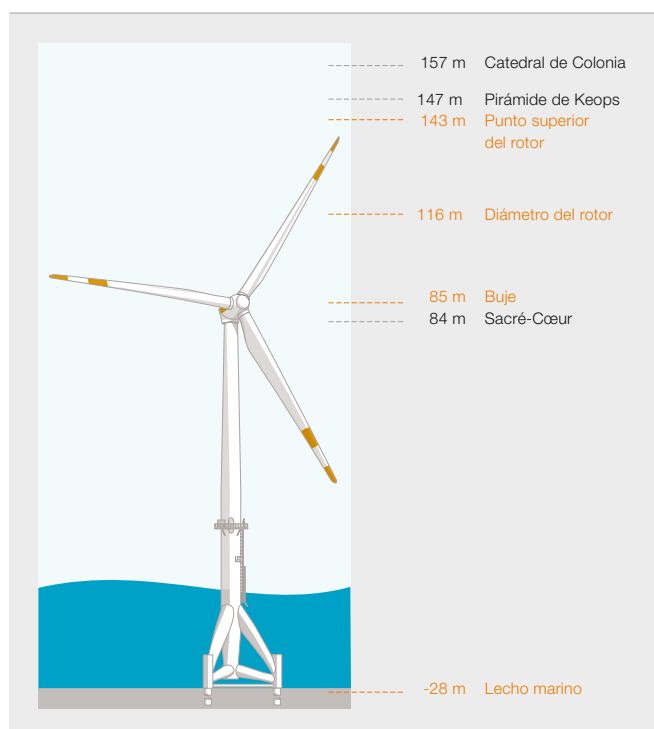 157 m Catedral de Colonia
147 m Pirámide de Keops
143 m Punto superior
del rotor
116 m Diámetro del rotor
85 m Buje
84 m Sacré-Cœur
-28 m Lecho marino